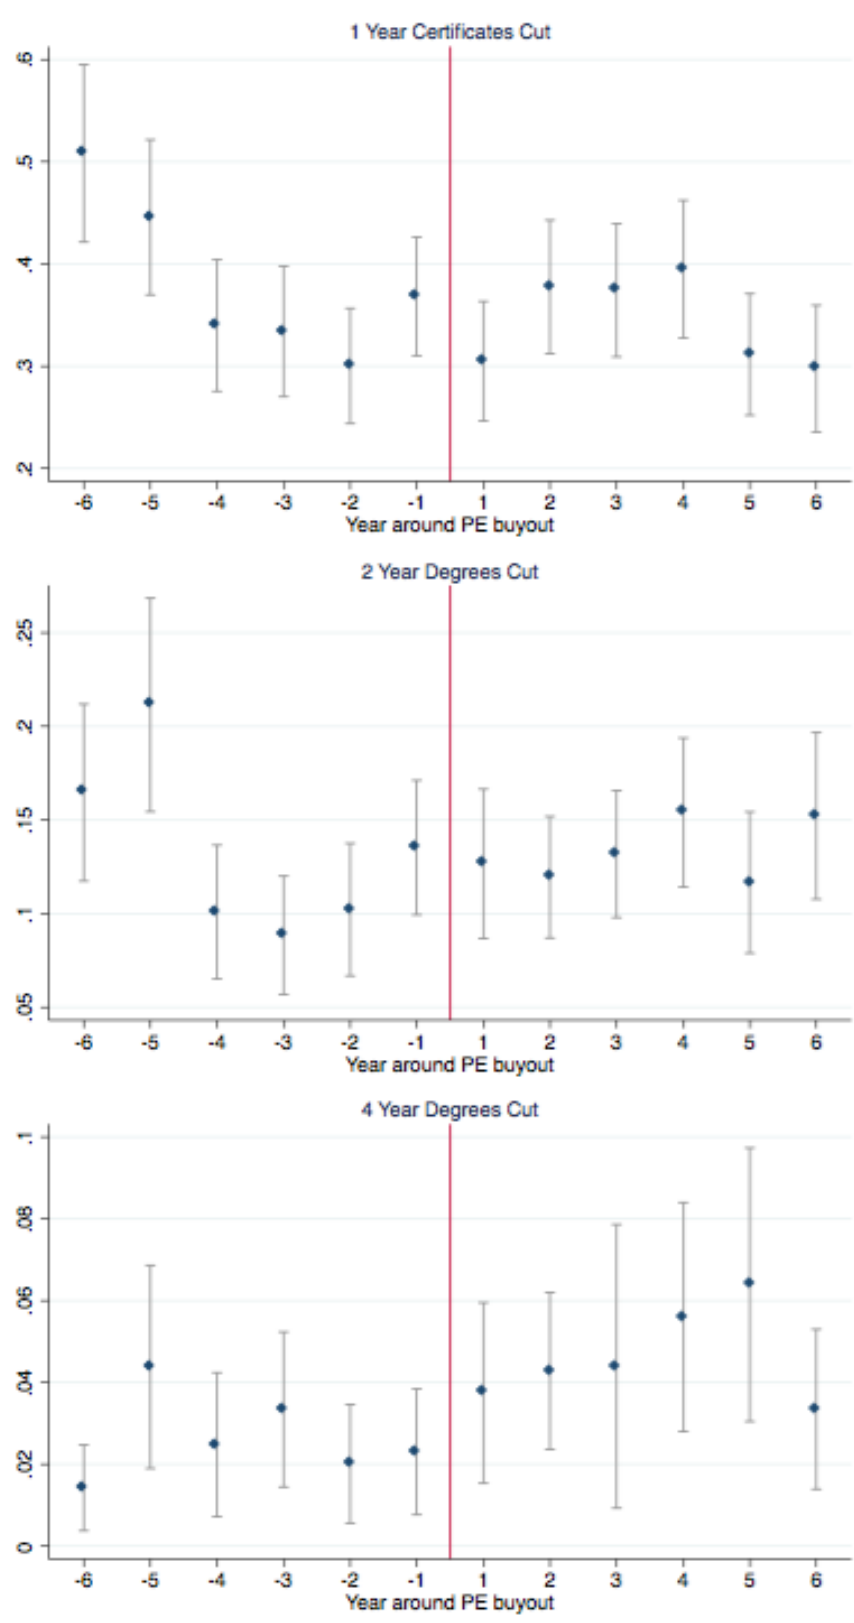 1 Year Certificates Cut
.6
.5
.4
.3
.2
-6 -5 -4 -3 -2 -1 1 2 3 4 5 6
Year around PE buyout
2 Year Degrees Cut
.25
.2
.15
.1
.05
-6 -5 -4 -3 -2 -1 1 2 3 4 5 6
Year around PE buyout
4 Year Degrees Cut
.1
.08
.06
.04
.02
0
-6 -5 -4 -3 -2 -1 1 2 3 4 5 6
Year around PE buyout